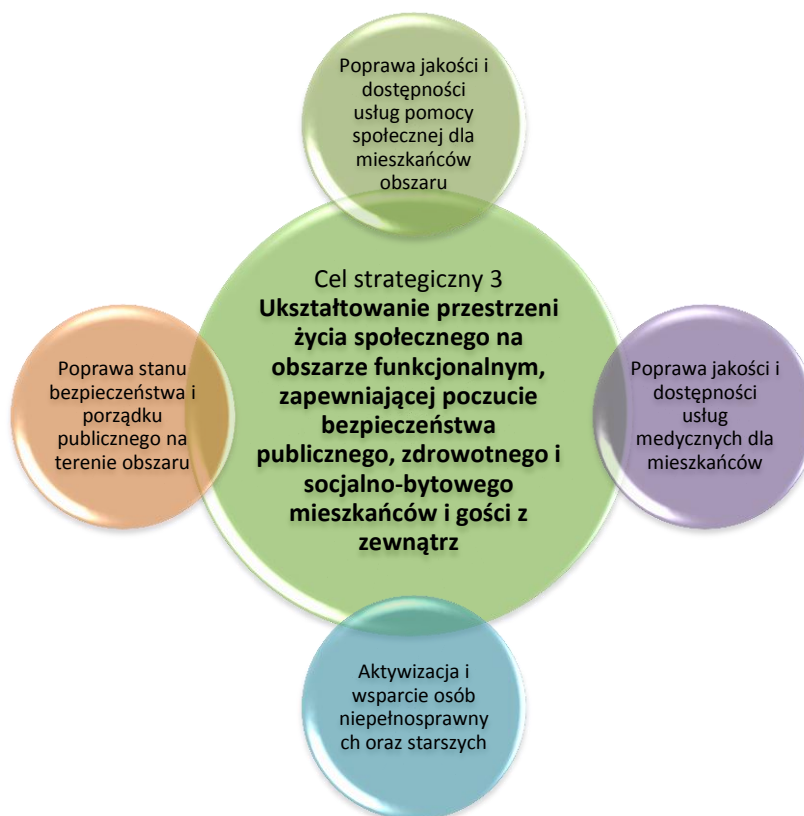 Poprawa jakości i
dostępności
usług pomocy
społecznej dla
mieszkańców
obszaru
Cel strategiczny 3
Ukształtowanie przestrzeni
życia społecznego na
obszarze funkcjonalnym,
zapewniającej poczucie
bezpieczeństwa
publicznego, zdrowotnego i
socjalno-bytowego
mieszkańców i gości z
zewnątrz
Poprawa stanu
bezpieczeństwa i
porządku
publicznego na
terenie obszaru
Poprawa jakości i
dostępności
usług
medycznych dla
mieszkańców
Aktywizacja i
wsparcie osób
niepełnosprawny
ch oraz starszych